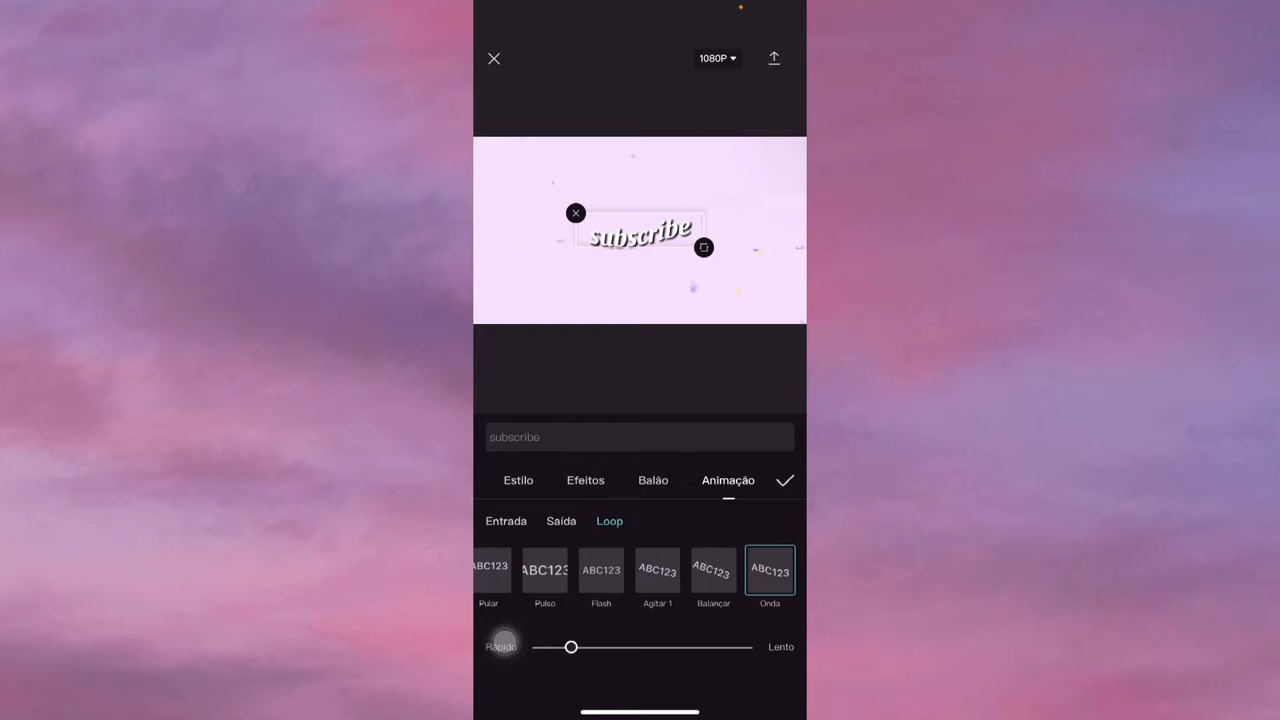 1080P
subscribe
subscribe
Estilo Efeitos Balão Animação
Entrada Saída Loop
ABC123 ABC123 ABC123 ABC123 ABC123 ABC123
Pular Pulso Flash Agitar 1 Balançar Onda
Rápido Lento